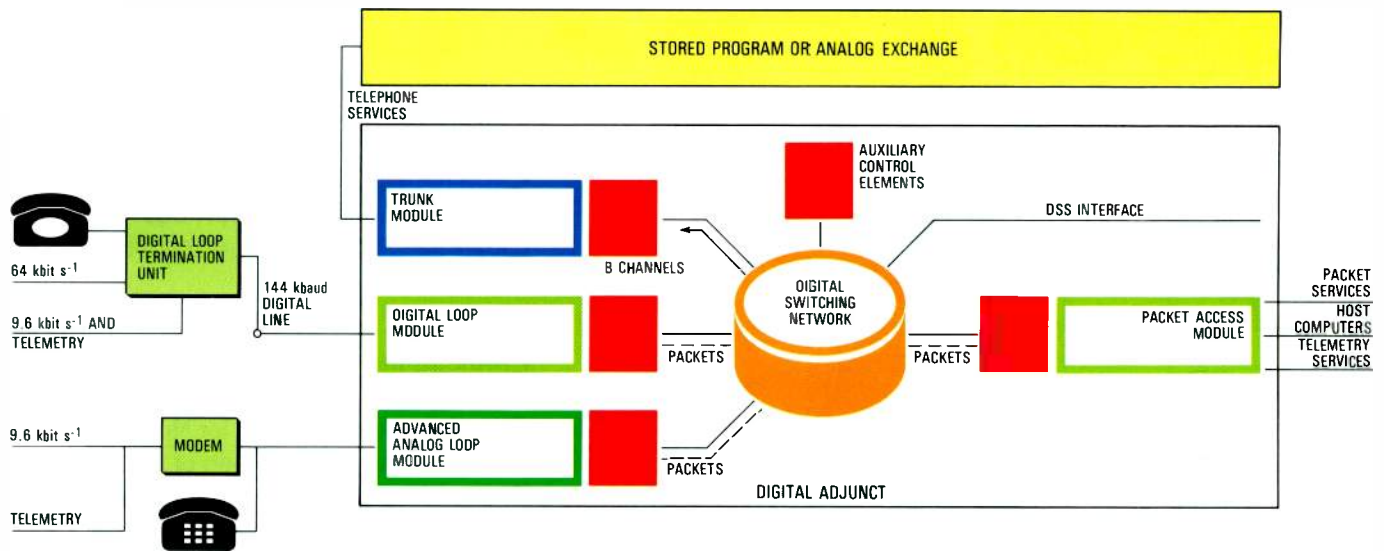 STORED PROGRAM OR ANALOG EXCHANGE
TELEPHONE
SERVICES
AUXILIARY
CONTROL
ELEMENTS
TRUNK
MODULE
DSS INTERFACE
DIGITAL LOOP
TERMINATION
UNIT
64 kbit s⁻¹
B CHANNELS
144 kbaud
DIGITAL
LINE
9.6 kbit s⁻¹ AND
TELEMETRY
DIGITAL LOOP
MODULE
PACKETS
DIGITAL
SWITCHING
NETWORK
PACKETS
PACKET ACCESS
MODULE
PACKET
SERVICES
HOST
COMPUTERS
TELEMETRY
SERVICES
9.6 kbit s⁻¹
MODEM
ADVANCED
ANALOG LOOP
MODULE
PACKETS
DIGITAL ADJUNCT
TELEMETRY